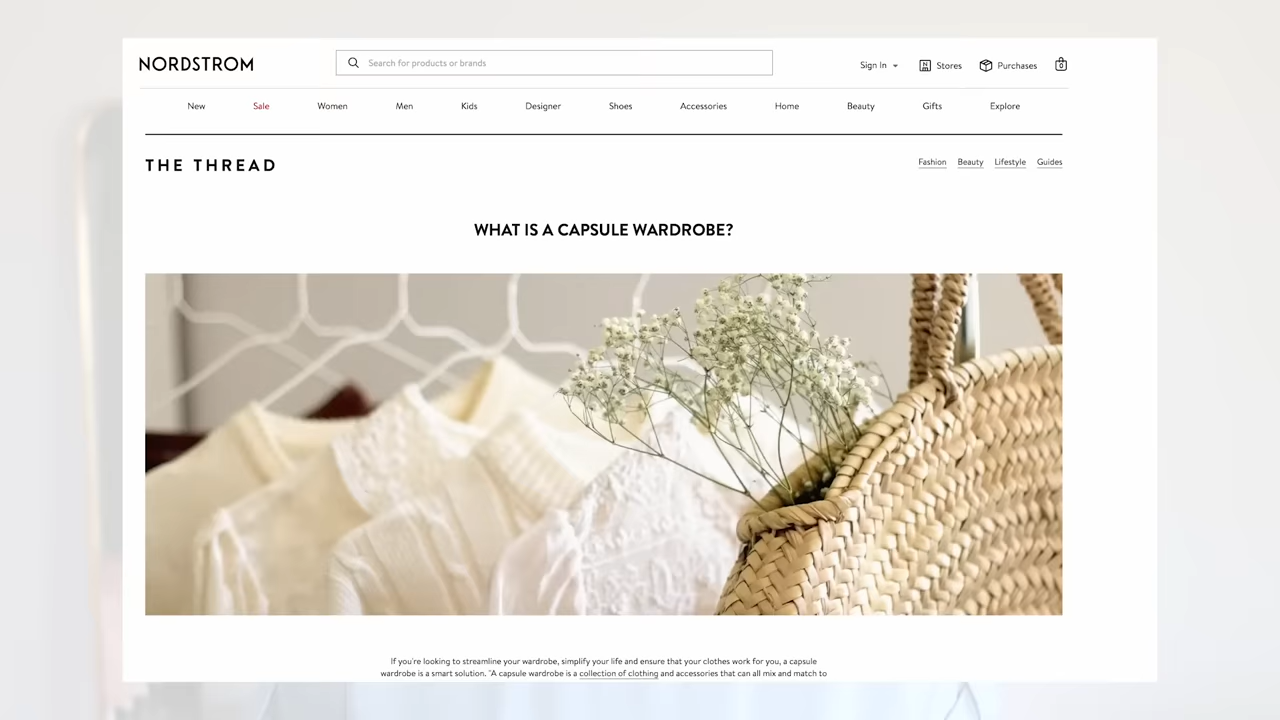 NORDSTROM
Search for products or brands
Sign In
Stores
Purchases
0
New Sale Women Men Kids Designer Shoes Accessories Home Beauty Gifts Explore
THE THREAD
Fashion Beauty Lifestyle Guides
WHAT IS A CAPSULE WARDROBE?
If you're looking to streamline your wardrobe, simplify your life and ensure that your clothes work for you, a capsule
wardrobe is a smart solution. "A capsule wardrobe is a collection of clothing and accessories that can all mix and match to